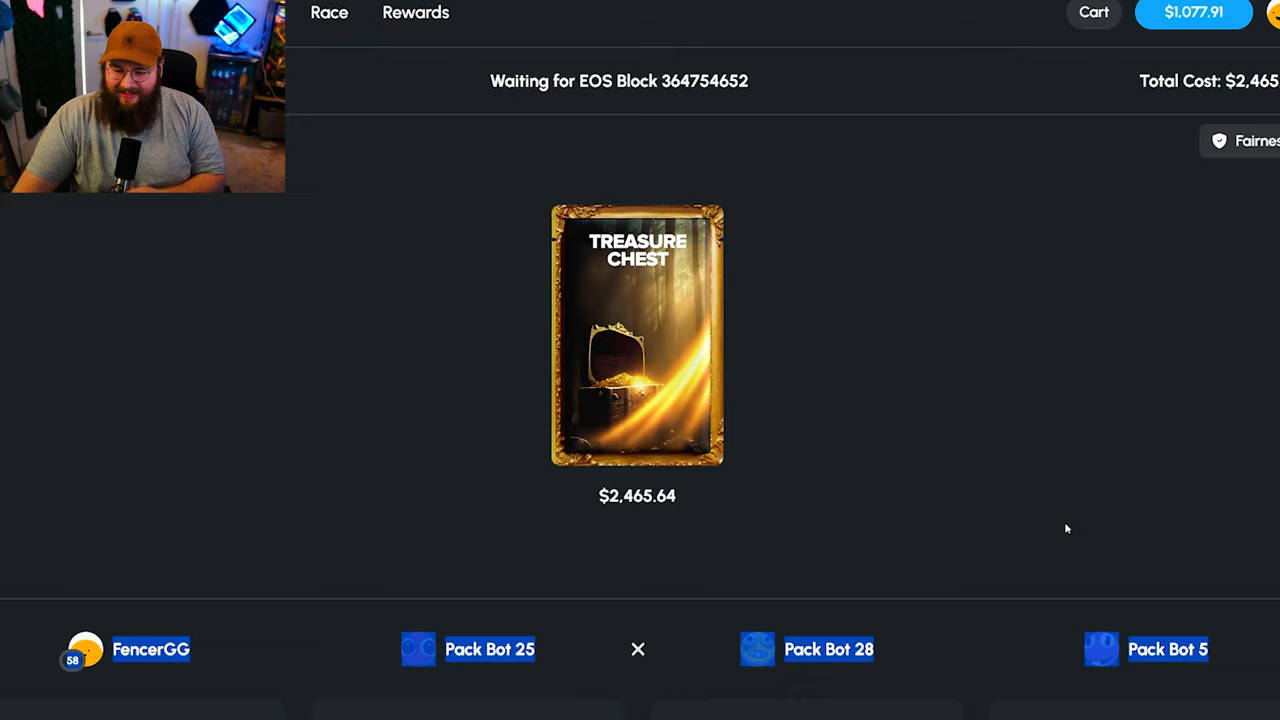 Race
Rewards
Cart
$1,077.91
Waiting for EOS Block 364754652
Total Cost: $2,465
Fairnes
TREASURE
CHEST
$2,465.64
58
FencerGG
Pack Bot 25
Pack Bot 28
Pack Bot 5